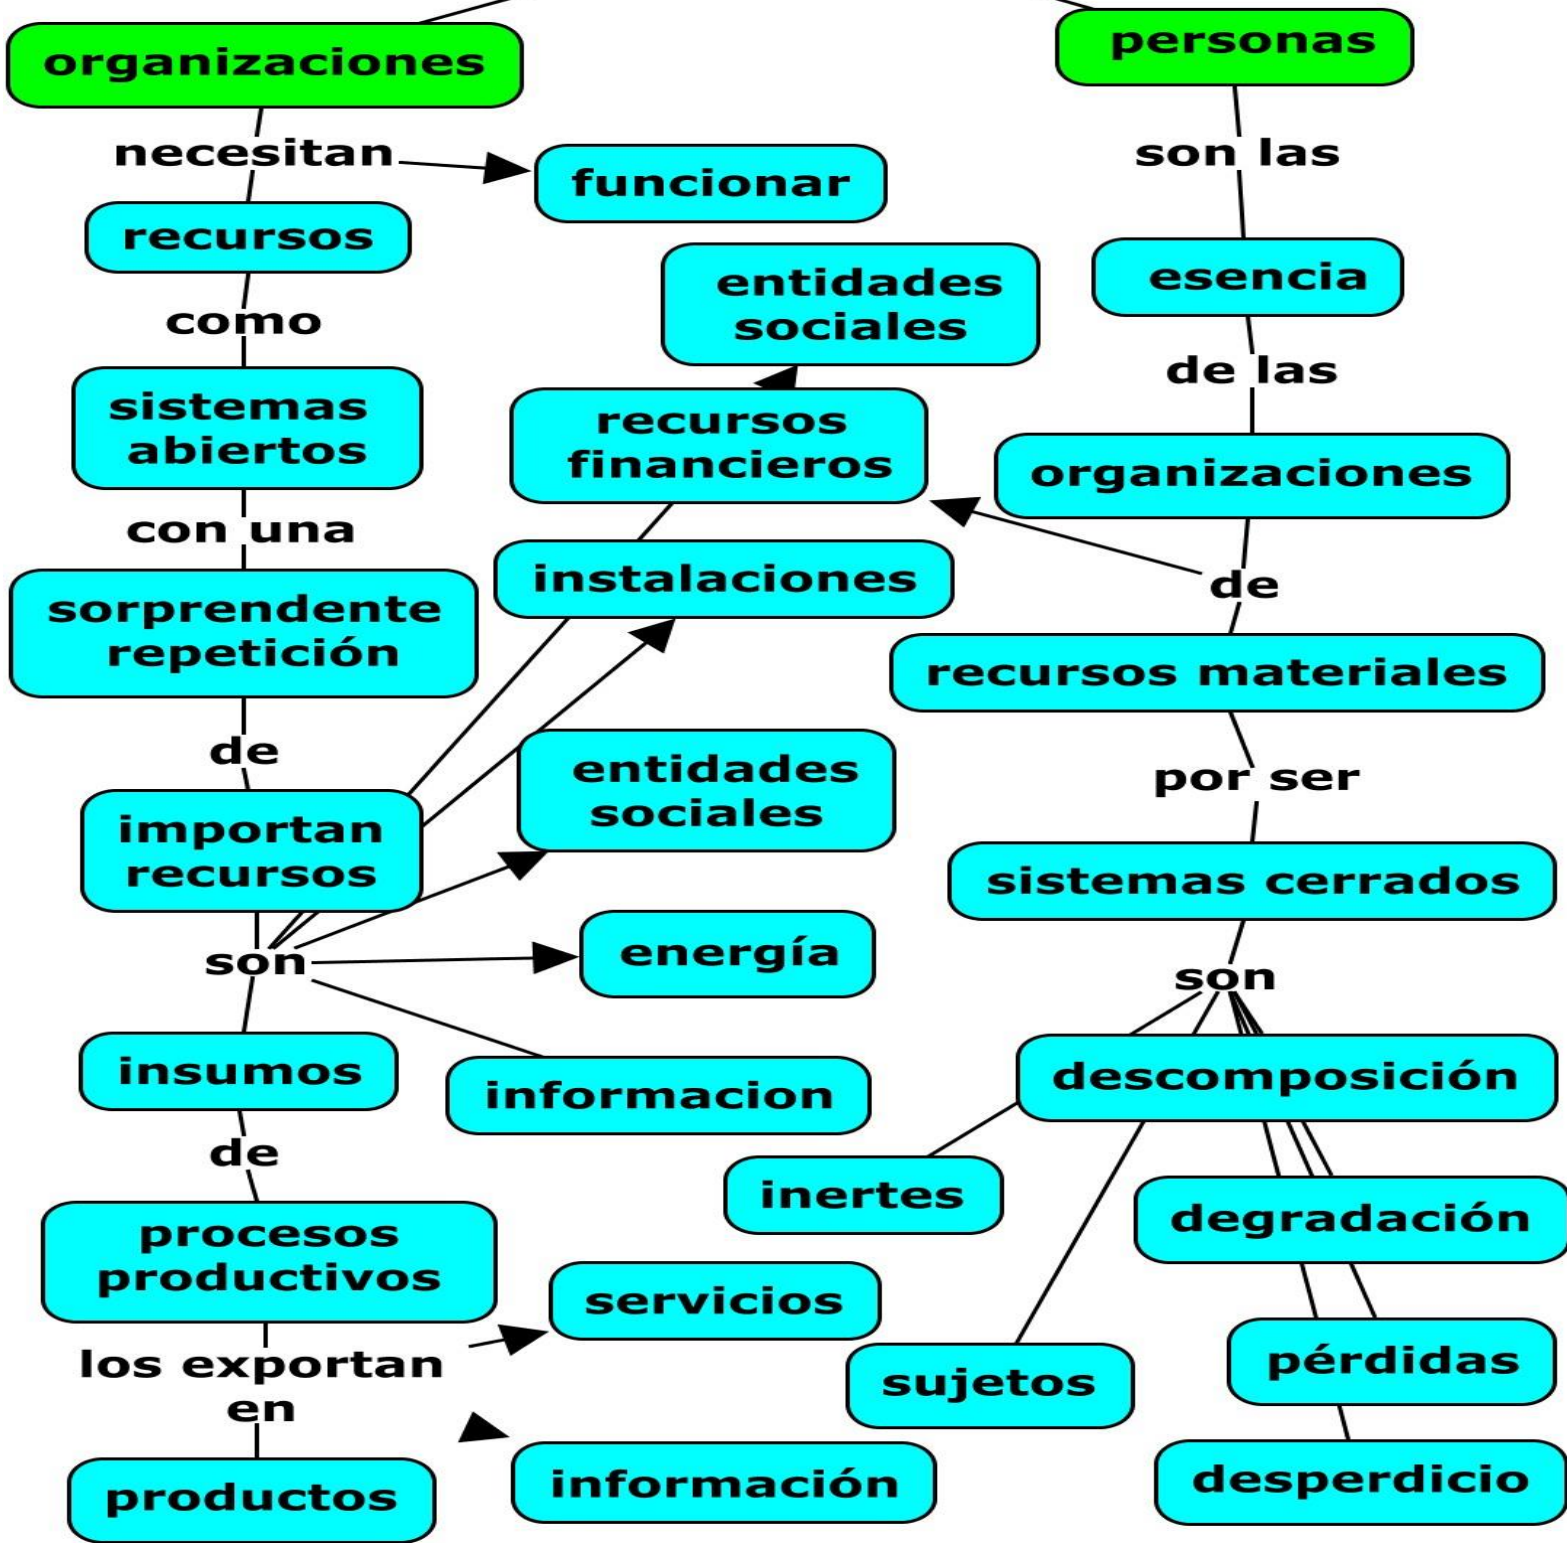 organizaciones
personas
necesitan
son las
funcionar
recursos
esencia
entidades
sociales
como
de las
sistemas
abiertos
recursos
financieros
organizaciones
con una
instalaciones
de
sorprendente
repetición
recursos materiales
de
entidades
sociales
por ser
importan
recursos
sistemas cerrados
son
energía
son
insumos
informacion
descomposición
de
inertes
degradación
procesos
productivos
servicios
los exportan
en
sujetos
pérdidas
productos
información
desperdicio